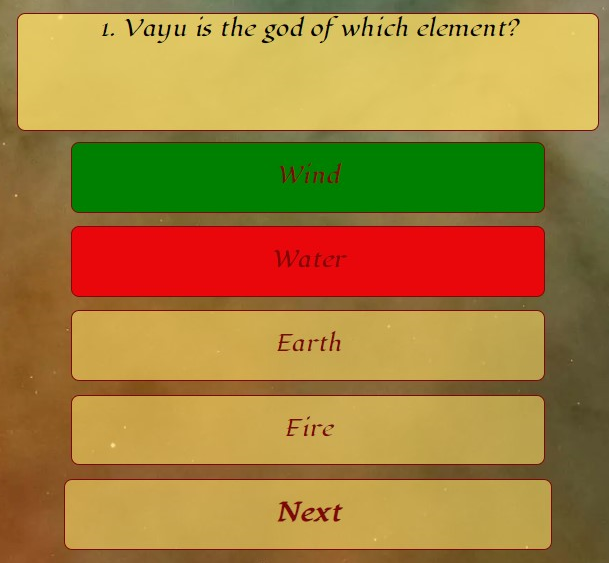 1. Vayu is the god of which element?
Wind
Water
Earth
Fire
Next